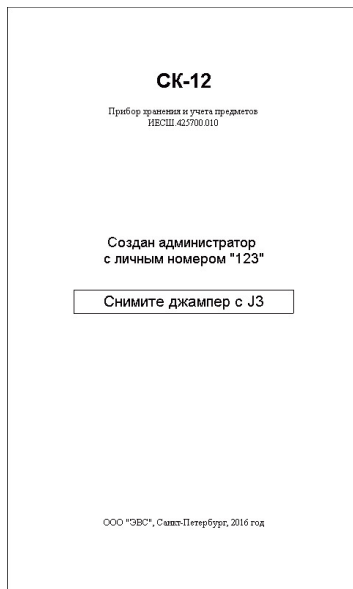 СК-12
Прибор хранения и учета предметов
ИЕСШ.425700.010
Создан администратор
с личным номером "123"
Снимите джампер с J3
ООО "ЭВС", Санкт-Петербург, 2016 год